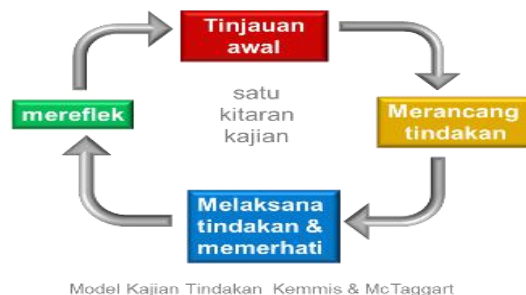 Tinjauan
awal
satu
kitaran
kajian
mereflek
Merancang
tindakan
Melaksana
tindakan &
memerhati
Model Kajian Tindakan Kemmis & McTaggart